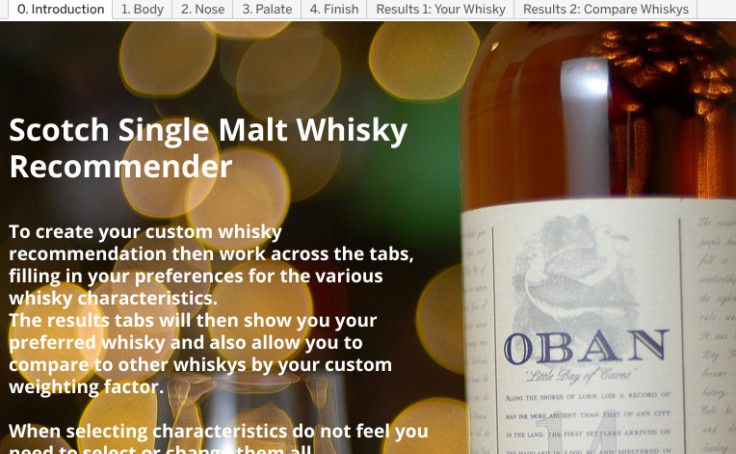 0. Introduction
1. Body
2. Nose
3. Palate
4. Finish
Results 1: Your Whisky
Results 2: Compare Whiskys
Scotch Single Malt Whisky
Recommender
To create your custom whisky
recommendation then work across the tabs,
filling in your preferences for the various
whisky characteristics.
The results tabs will then show you your
preferred whisky and also allow you to
compare to other whiskys by your custom
weighting factor.
When selecting characteristics do not feel you
need to select or change them all
OBAN
'Little Bay of Caves'
ALONG THE SHORES OF LORN LIES A RECORD OF
MAN FAR MORE ANCIENT THAN THAT OF ANY CITY
IN THE LAND. THE FIRST SETTLERS ARRIVED ON